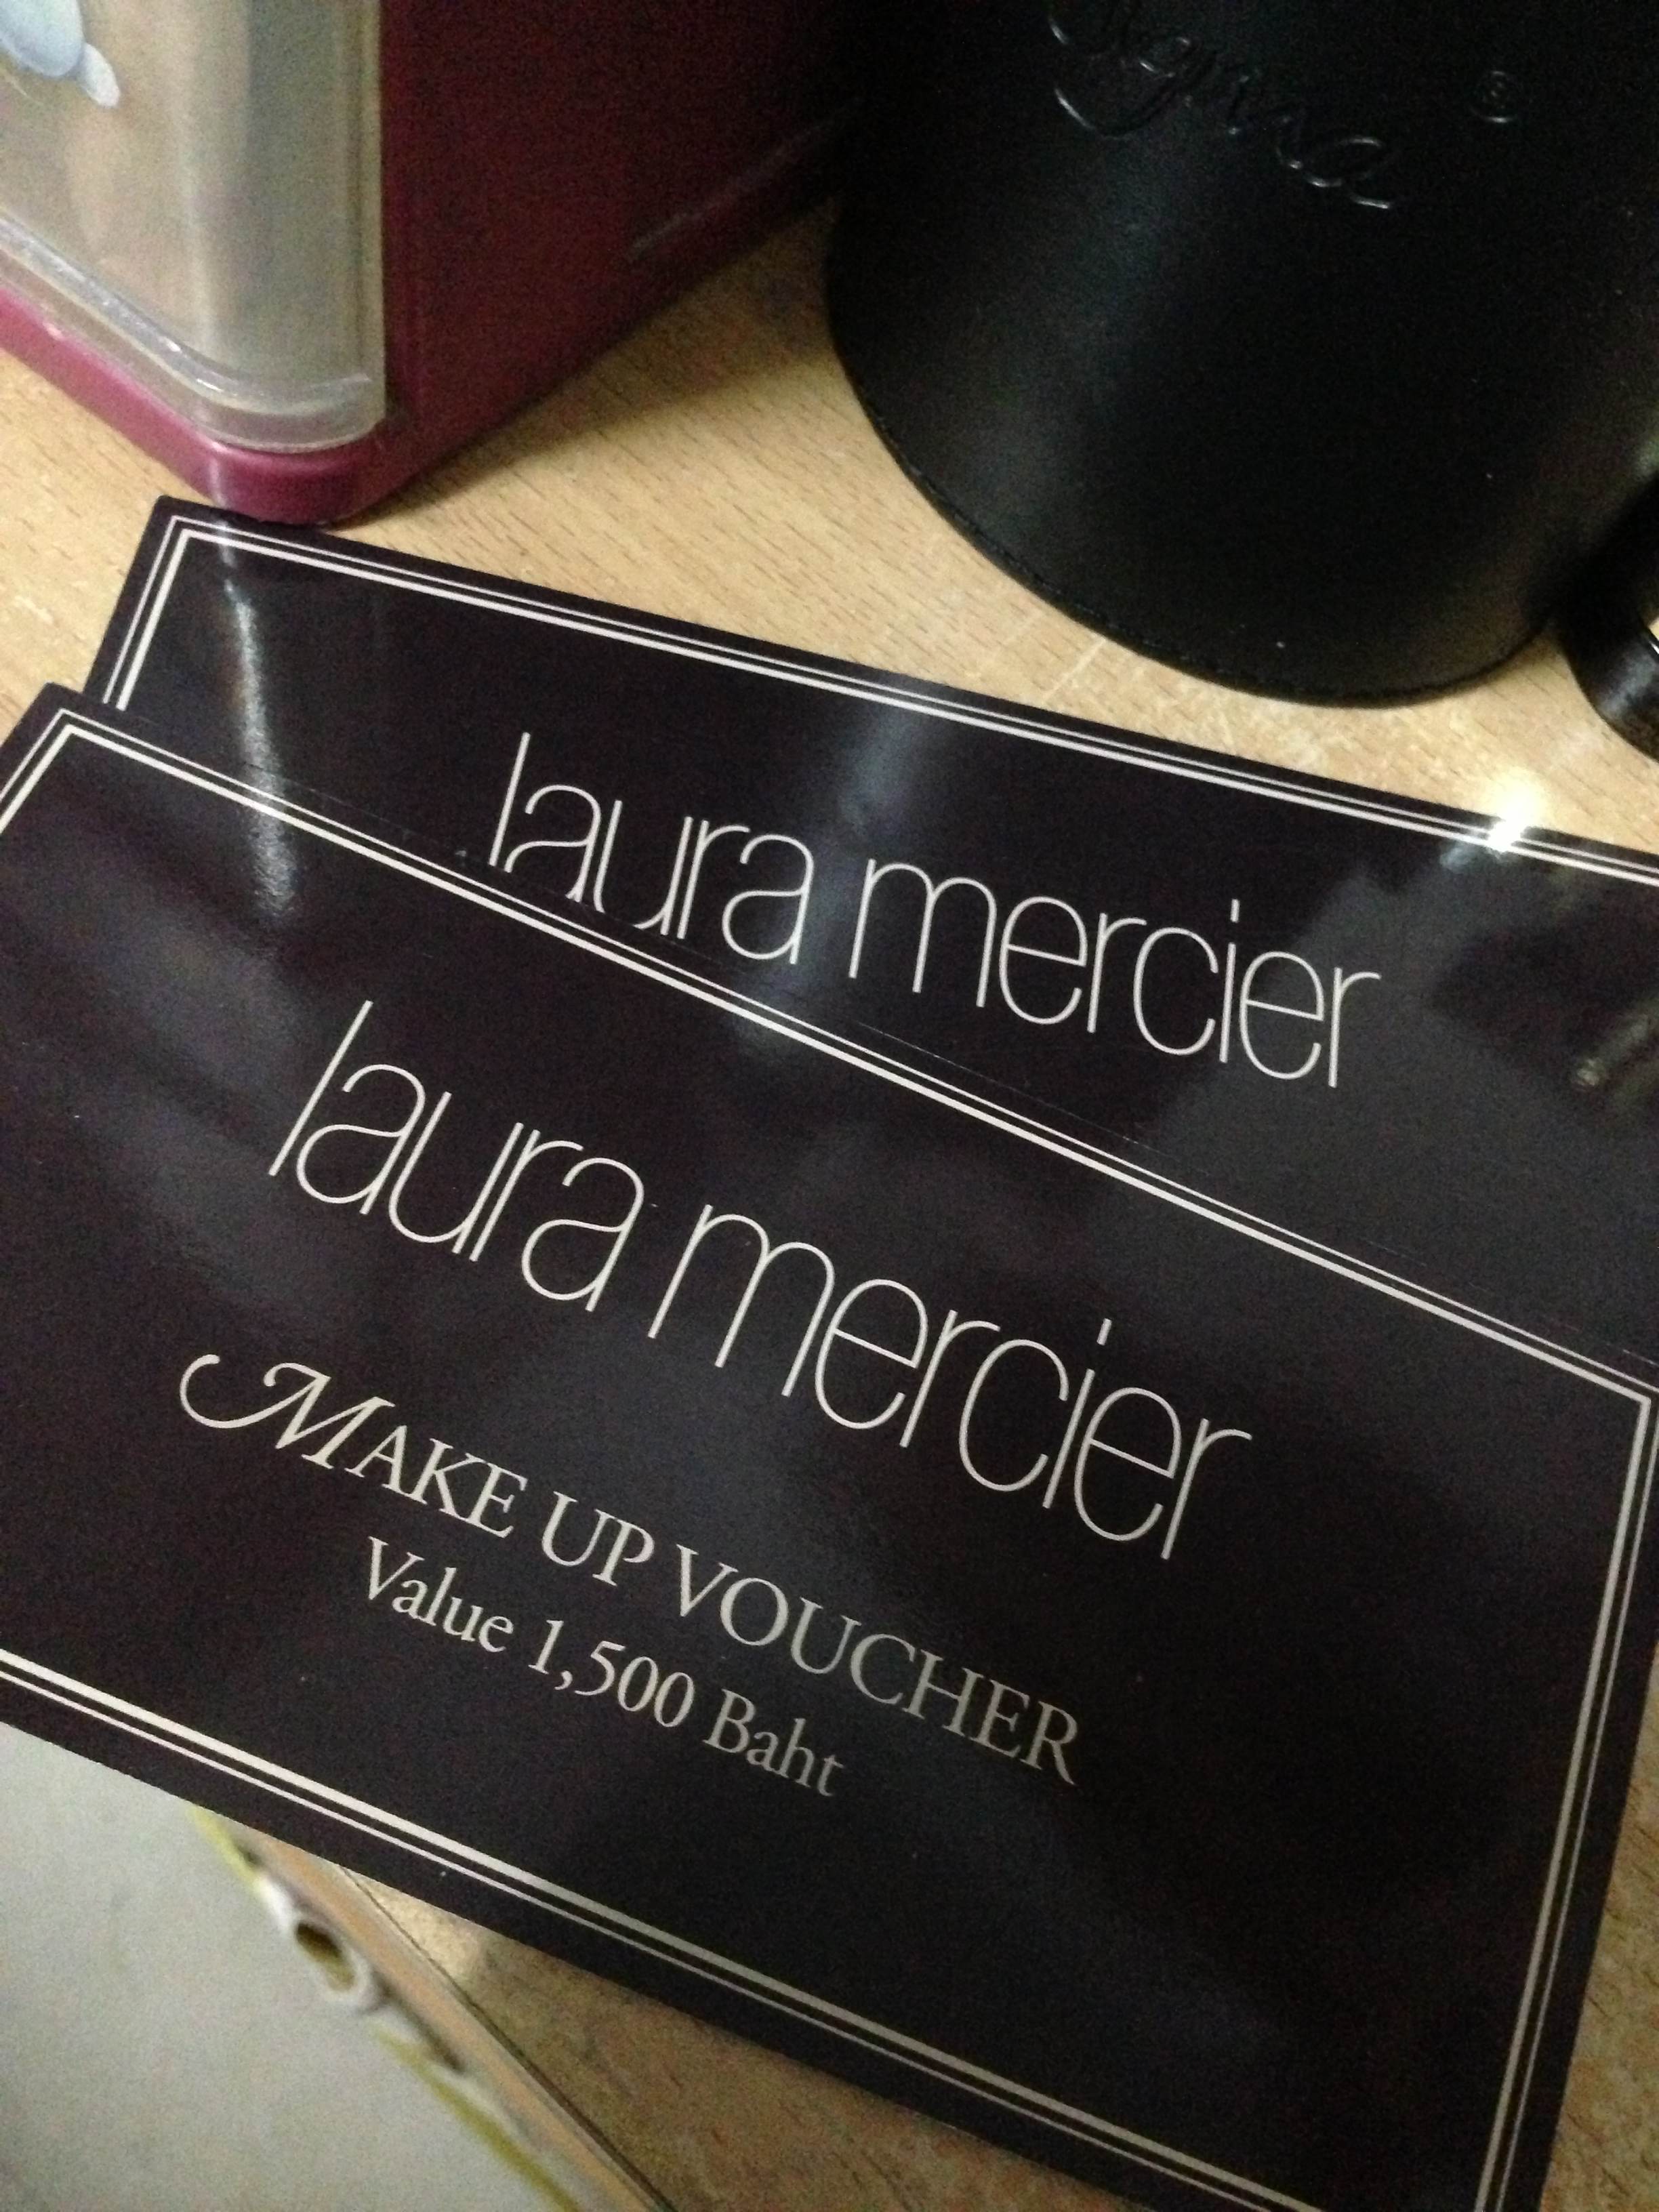 laura mercier
laura mercier
MAKE UP VOUCHER
Value 1,500 Baht